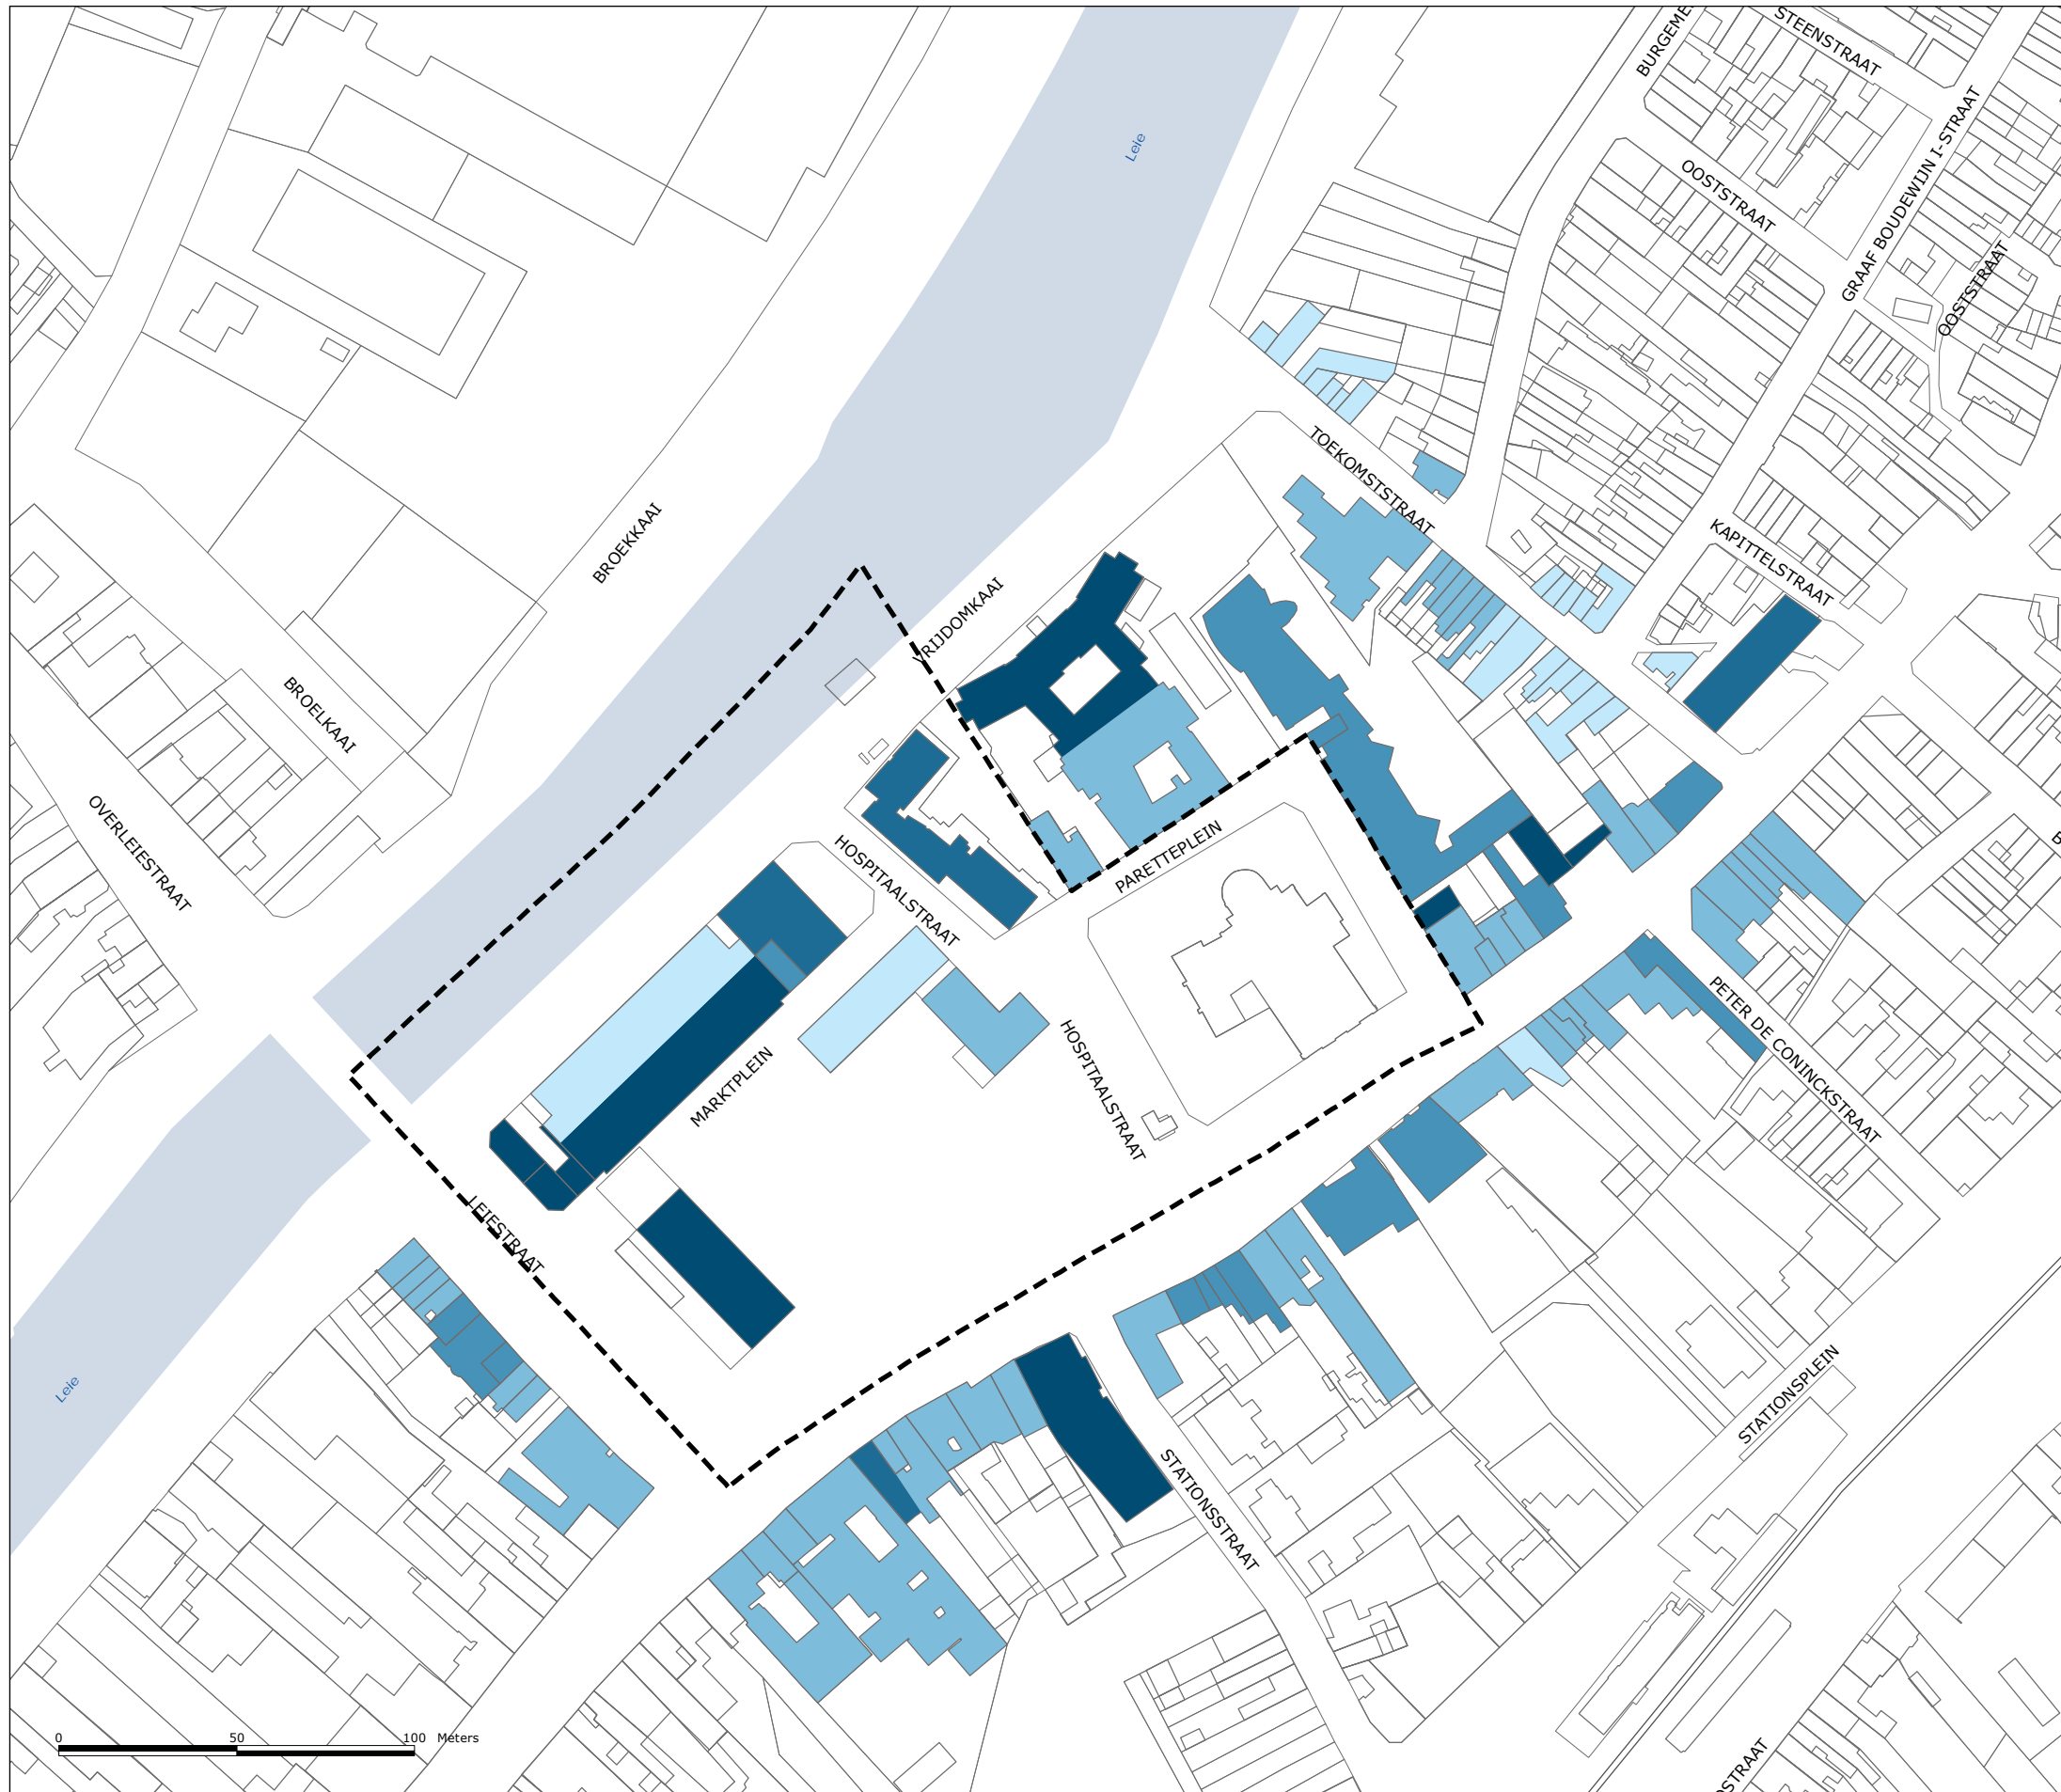 STEENSTRAAT
Leie
OOSTSTRAAT
GRAAF BOUDEWIJN I-STRAAT
OOSTSTRAAT
TOEKOMSTSTRAAT
BROEKKAAI
KAPITTELSTRAAT
VRIJDOMKAAI
BROELKAAI
OVERLEIESTRAAT
HOSPITAALSTRAAT
PARETTEPLEIN
PETER DE CONINCKSTRAAT
MARKTPLEIN
HOSPITAALSTRAAT
LEIESTRAAT
Leie
STATIONSPLEIN
STATIONSSTRAAT
0 50 100 Meters